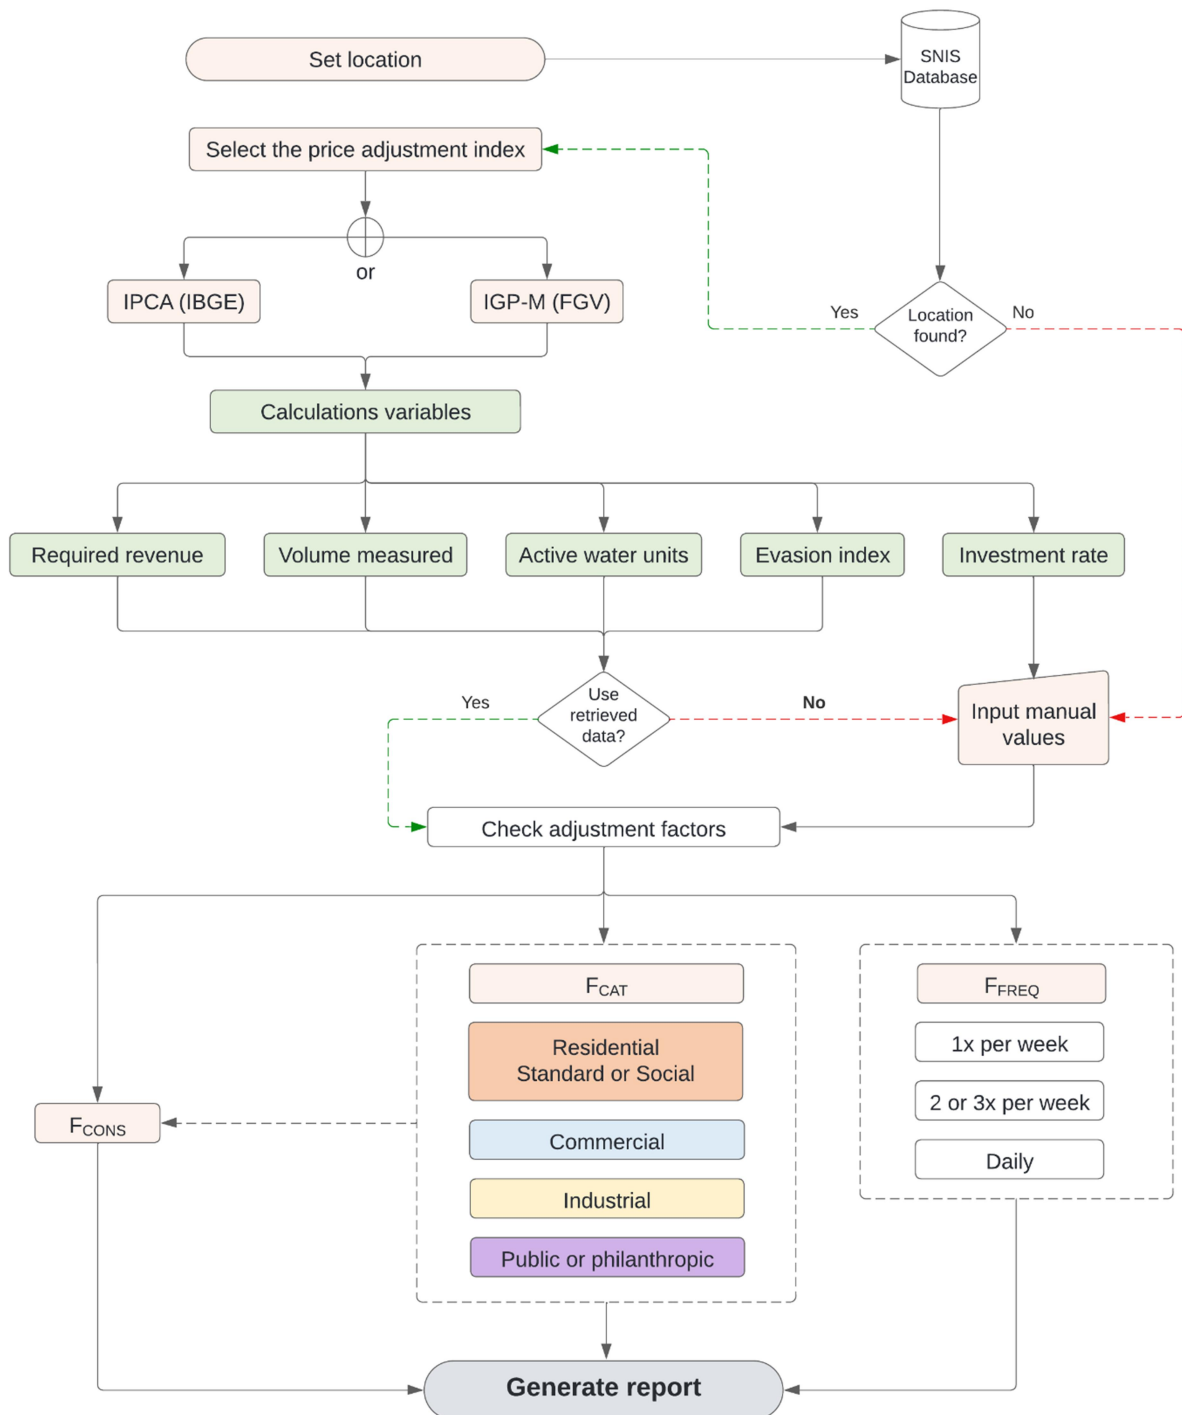 Set location
SNIS
Database
Select the price adjustment index
or
IPCA (IBGE)
IGP-M (FGV)
Yes
Location
found?
No
Calculations variables
Required revenue
Volume measured
Active water units
Evasion index
Investment rate
Yes
Use
retrieved
data?
No
Input manual
values
Check adjustment factors
FCAT
FFREQ
Residential
Standard or Social
1x per week
2 or 3x per week
FCONS
Commercial
Daily
Industrial
Public or philanthropic
Generate report